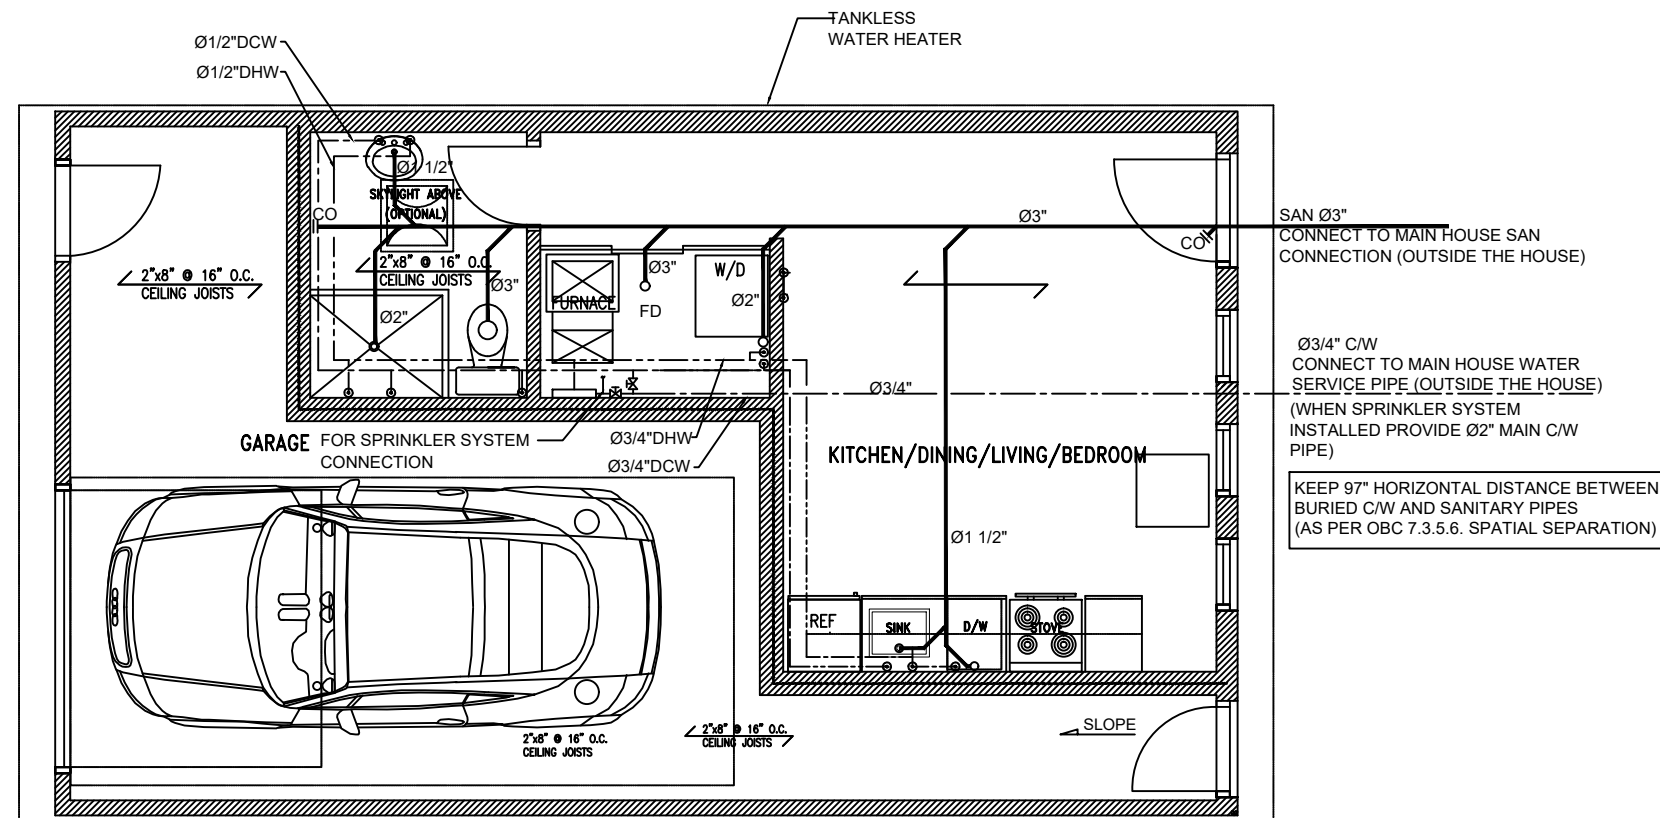 TANKLESS
WATER HEATER
Ø1/2"DCW
Ø1/2"DHW
Ø1 1/2"
SKYLIGHT ABOVE
(OPTIONAL)
CO
Ø3"
CO
SAN Ø3"
CONNECT TO MAIN HOUSE SAN
CONNECTION (OUTSIDE THE HOUSE)
2"x8" @ 16" O.C.
CEILING JOISTS
2"x8" @ 16" O.C.
CEILING JOISTS
Ø3"
Ø3"
W/D
FURNACE
Ø2"
FD
Ø2"
Ø3/4" C/W
CONNECT TO MAIN HOUSE WATER
SERVICE PIPE (OUTSIDE THE HOUSE)
(WHEN SPRINKLER SYSTEM
INSTALLED PROVIDE Ø2" MAIN C/W
PIPE)
Ø3/4"
GARAGE
FOR SPRINKLER SYSTEM
CONNECTION
Ø3/4"DHW
Ø3/4"DCW
KITCHEN/DINING/LIVING/BEDROOM
KEEP 97" HORIZONTAL DISTANCE BETWEEN
BURIED C/W AND SANITARY PIPES
(AS PER OBC 7.3.5.6. SPATIAL SEPARATION)
Ø1 1/2"
REF.
SINK
D/W
STOVE
2"x8" @ 16" O.C.
CEILING JOISTS
2"x8" @ 16" O.C.
CEILING JOISTS
SLOPE